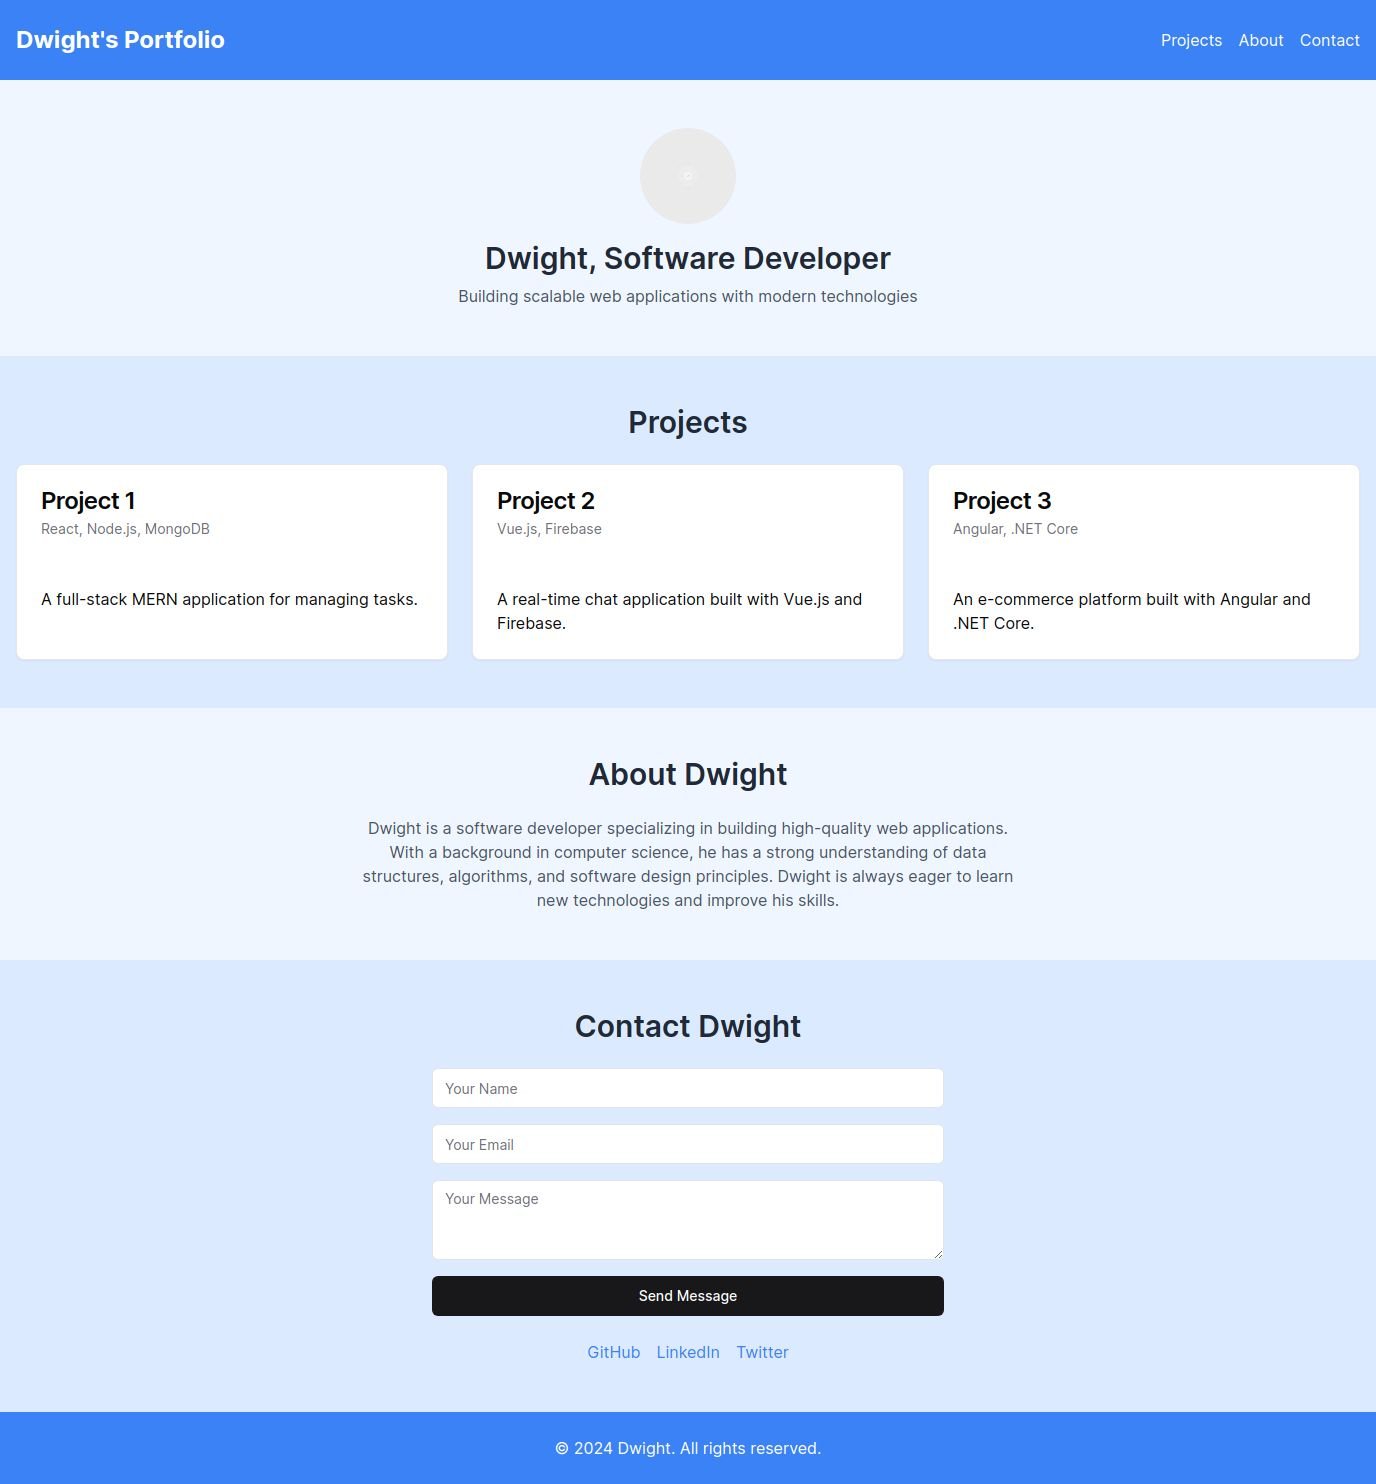 Dwight's Portfolio
Projects About Contact
Dwight, Software Developer
Building scalable web applications with modern technologies
Projects
Project 1
React, Node.js, MongoDB
A full-stack MERN application for managing tasks.
Project 2
Vue.js, Firebase
A real-time chat application built with Vue.js and
Firebase.
Project 3
Angular, .NET Core
An e-commerce platform built with Angular and
.NET Core.
About Dwight
Dwight is a software developer specializing in building high-quality web applications.
With a background in computer science, he has a strong understanding of data
structures, algorithms, and software design principles. Dwight is always eager to learn
new technologies and improve his skills.
Contact Dwight
Your Name
Your Email
Your Message
Send Message
GitHub LinkedIn Twitter
© 2024 Dwight. All rights reserved.